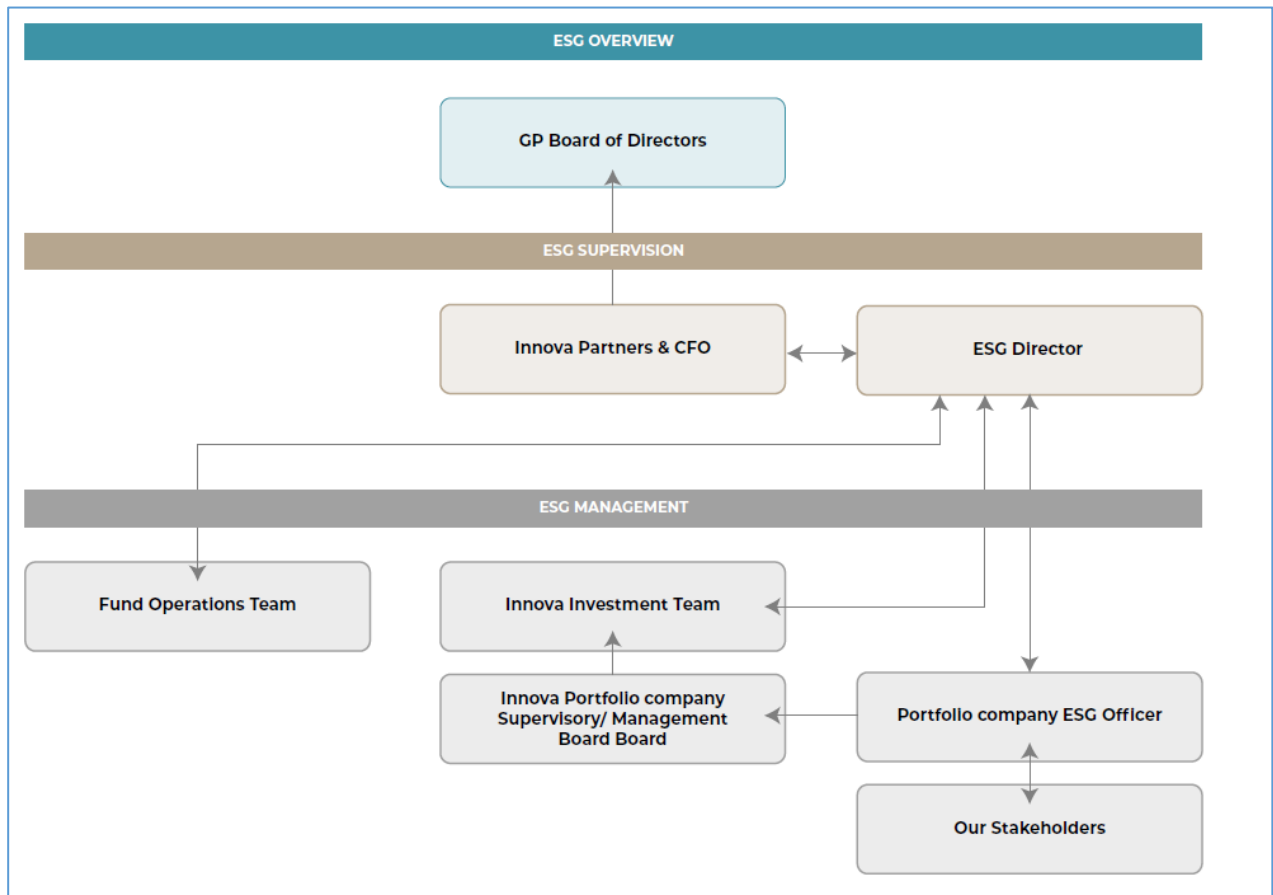 ESG OVERVIEW
GP Board of Directors
ESG SUPERVISION
Innova Partners & CFO
ESG Director
ESG MANAGEMENT
Fund Operations Team
Innova Investment Team
Innova Portfolio company
Supervisory/ Management
Board Board
Portfolio company ESG Officer
Our Stakeholders